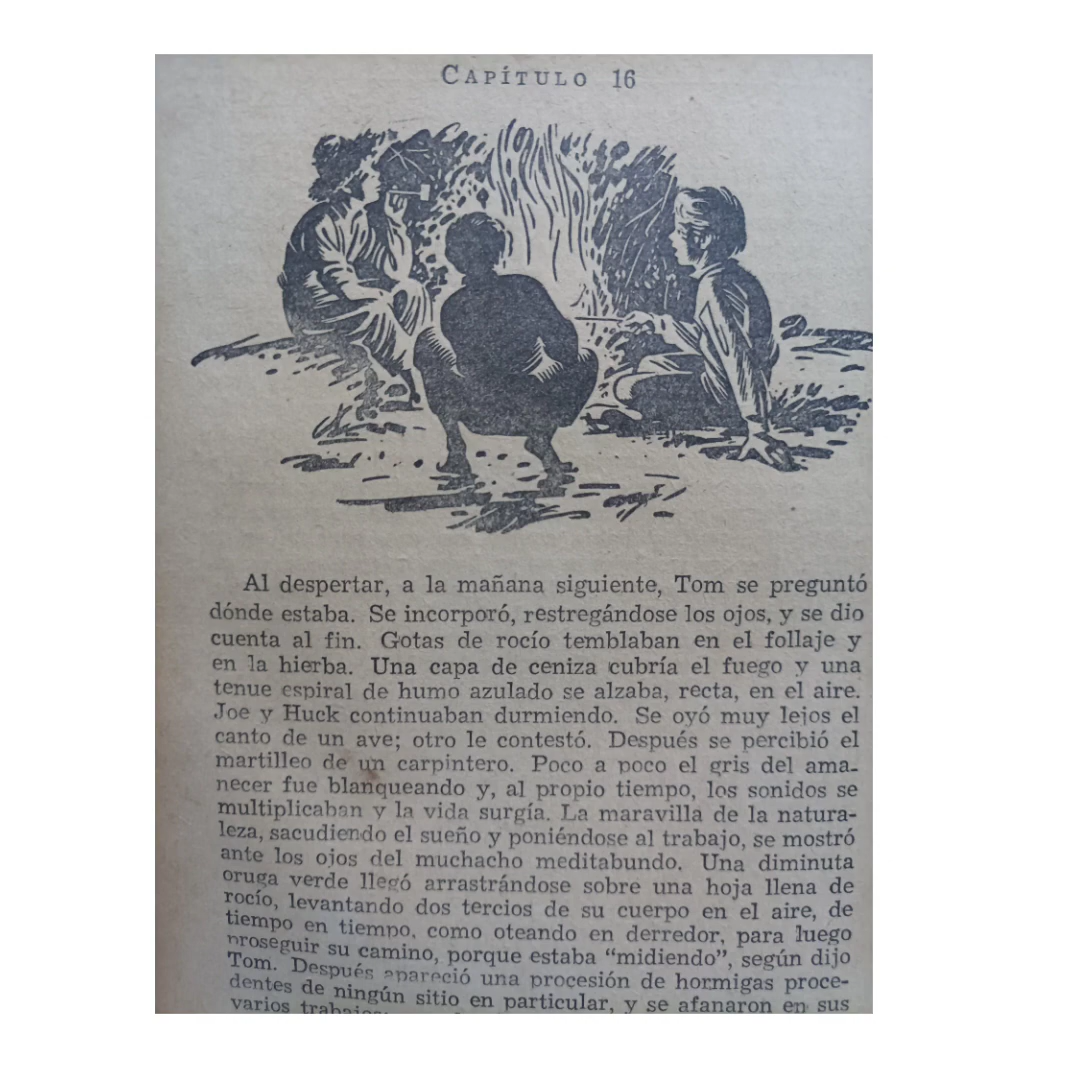 CAPÍTULO 16
Al despertar, a la mañana siguiente, Tom se preguntó
dónde estaba. Se incorporó, restregándose los ojos, y se dio
cuenta al fin. Gotas de rocío temblaban en el follaje y
en la hierba. Una capa de ceniza cubría el fuego y una
tenue espiral de humo azulado se alzaba, recta, en el aire.
Joe y Huck continuaban durmiendo. Se oyó muy lejos el
canto de un ave; otro le contestó. Después se percibió el
martilleo de un carpintero. Poco a poco el gris del ama-
necer fue blanqueando y, al propio tiempo, los sonidos se
multiplicaban y la vida surgía. La maravilla de la natura-
leza, sacudiendo el sueño y poniéndose al trabajo, se mostró
ante los ojos del muchacho meditabundo. Una diminuta
oruga verde llegó arrastrándose sobre una hoja llena de
rocío, levantando dos tercios de su cuerpo en el aire, de
tiempo en tiempo, como oteando en derredor, para luego
proseguir su camino, porque estaba “midiendo”, según dijo
Tom. Después apareció una procesión de hormigas proce-
dentes de ningún sitio en particular, y se afanaron en sus
varios trabajos